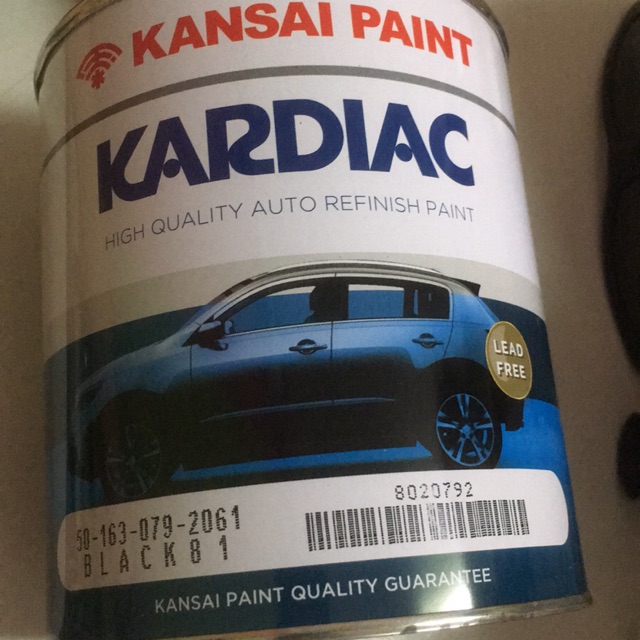 KANSAI PAINT
KARDIAC
HIGH QUALITY AUTO REFINISH PAINT
LEAD
FREE
8020792
50-163-079-2061
BLACK81
KANSAI PAINT QUALITY GUARANTEE